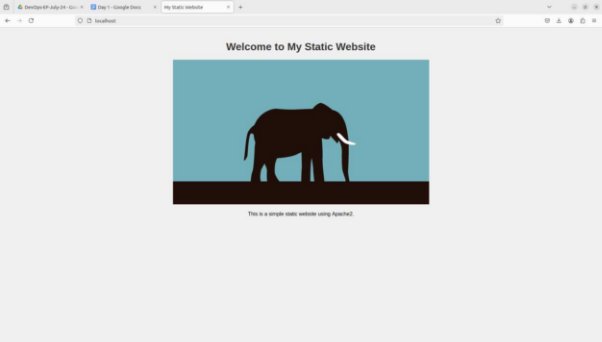 DevOps-EP-July-24 - Goo
Day 1 - Google Docs
My Static Website
localhost
Welcome to My Static Website
This is a simple static website using Apache2.